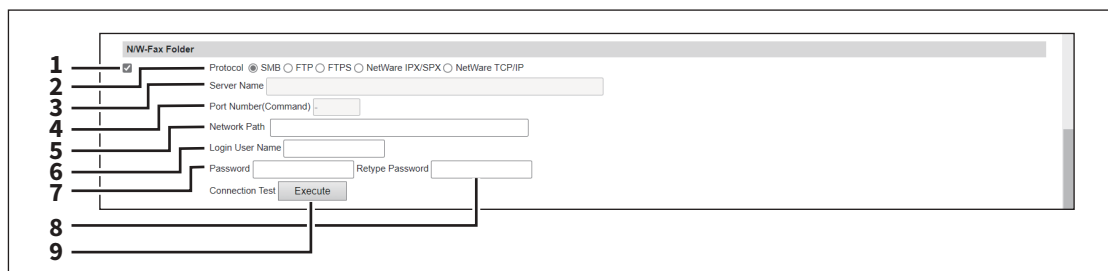 N/W-Fax Folder
1
2 Protocol SMB FTP FTPS NetWare IPX/SPX NetWare TCP/IP
3 Server Name
4 Port Number(Command) -
5 Network Path
6 Login User Name
7 Password Retype Password
Connection Test Execute
8
9